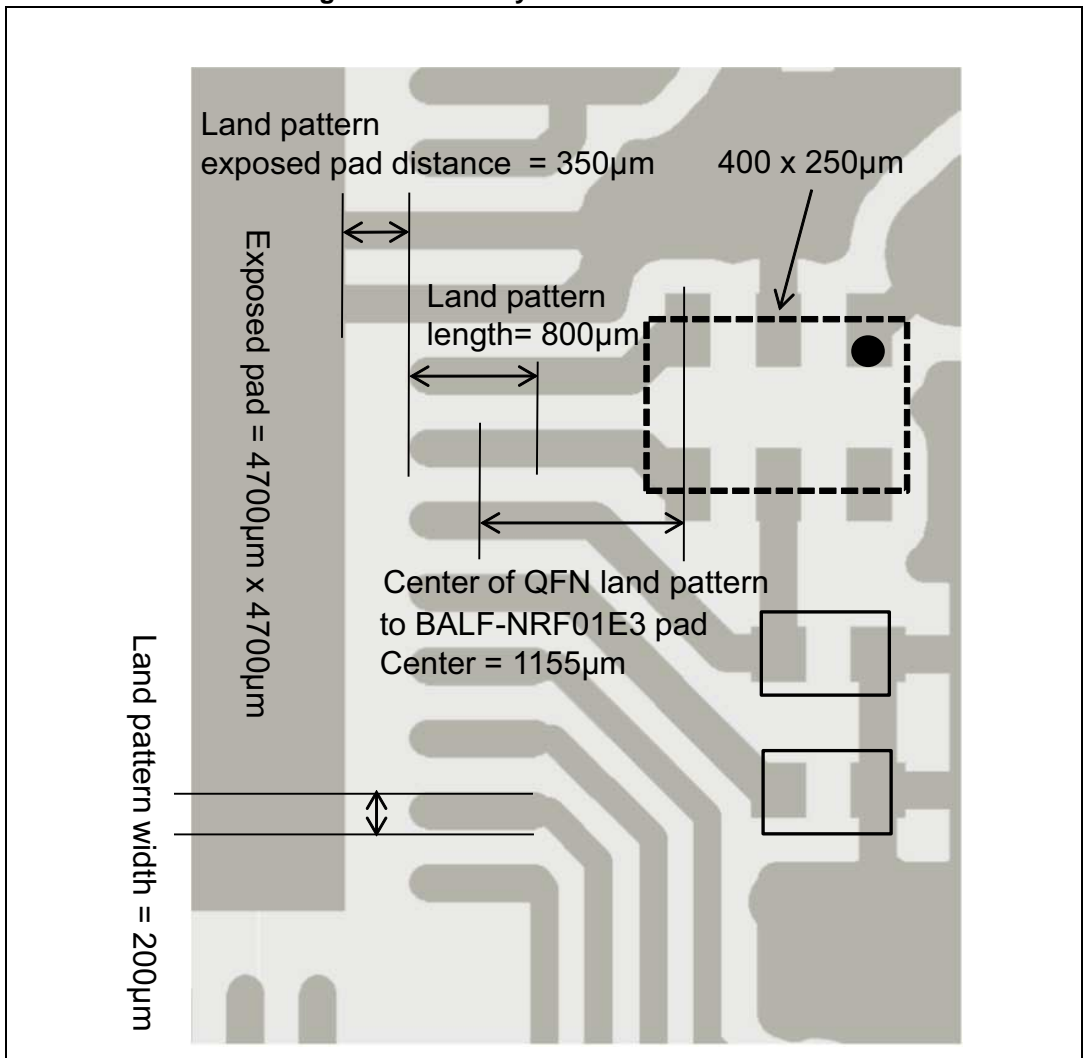 Land pattern
exposed pad distance = 350µm
400 x 250µm
Exposed pad = 4700µm x 4700µm
Land pattern
length= 800µm
Center of QFN land pattern
to BALF-NRF01E3 pad
Center = 1155µm
Land pattern width = 200µm